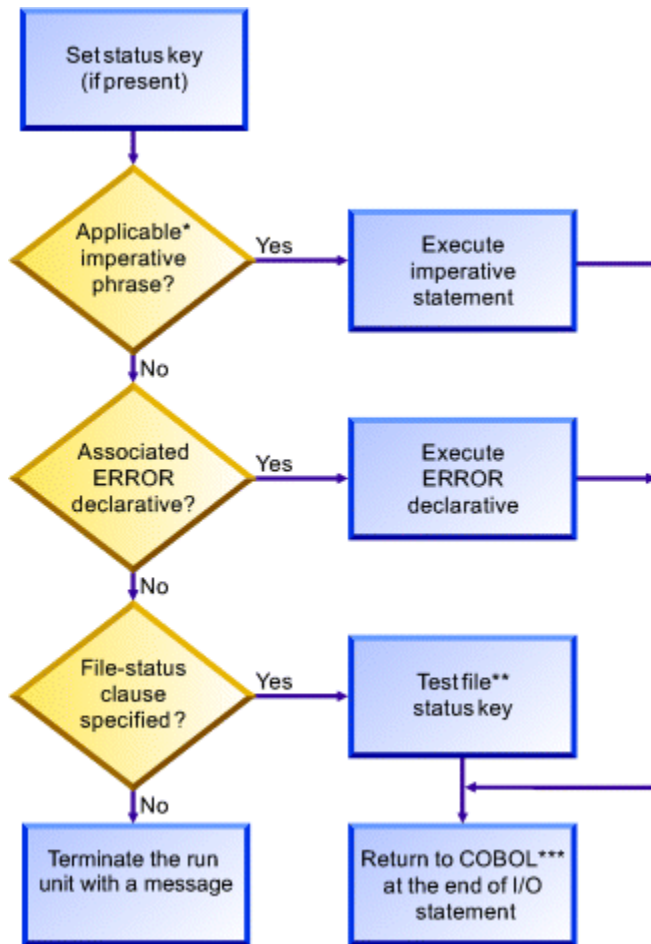 Set status key
(if present)
Applicable*
imperative
phrase?
Yes
Execute
imperative
statement
No
Associated
ERROR
declarative?
Yes
Execute
ERROR
declarative
No
File-status
clause
specified?
Yes
Test file**
status key
No
Terminate the run
unit with a message
Return to COBOL***
at the end of I/O
statement